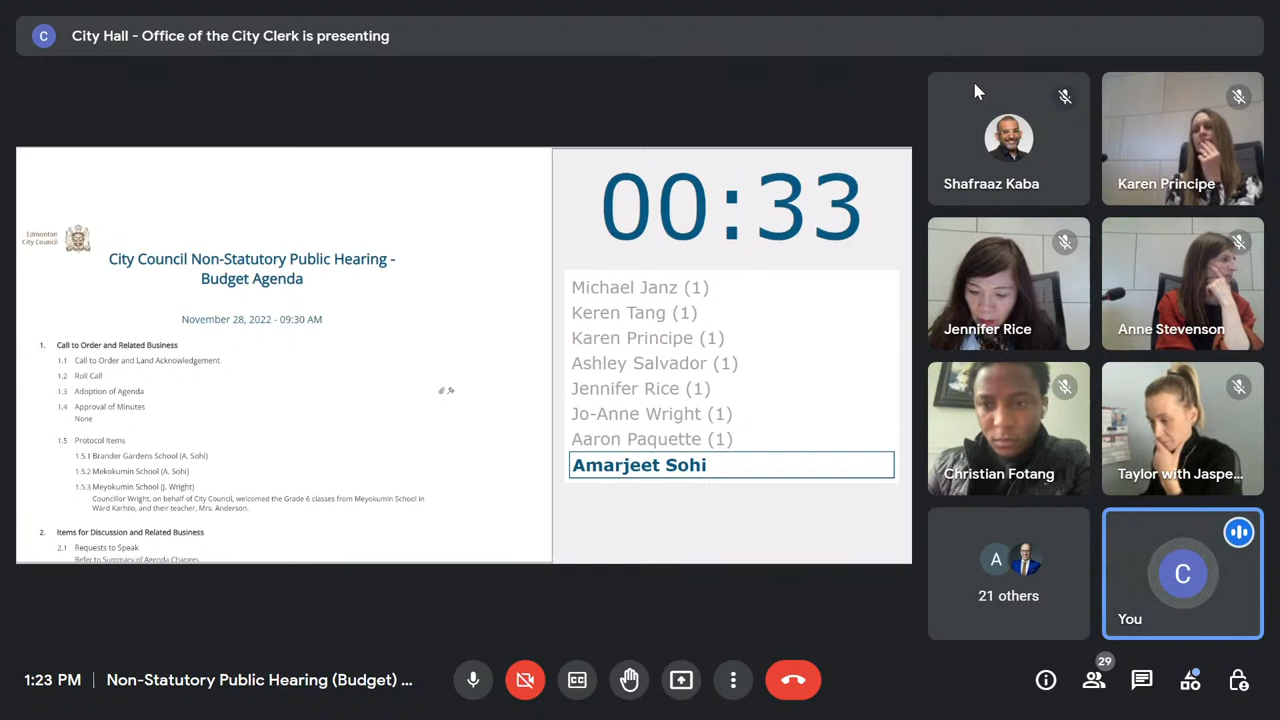 C City Hall - Office of the City Clerk is presenting
Edmonton
City Council
City Council Non-Statutory Public Hearing -
Budget Agenda
November 28, 2022 - 09:30 AM
1. Call to Order and Related Business
1.1 Call to Order and Land Acknowledgement
1.2 Roll Call
1.3 Adoption of Agenda
1.4 Approval of Minutes
None
1.5 Protocol Items
1.5.1 Brander Gardens School (A. Sohi)
1.5.2 Mekokumin School (A. Sohi)
1.5.3 Meyokumin School (J. Wright)
Councillor Wright, on behalf of City Council, welcomed the Grade 6 classes from Meyokumin School in
Ward Karhiio, and their teacher, Mrs. Anderson.
2. Items for Discussion and Related Business
2.1 Requests to Speak
Refer to Summary of Agenda Changes
00:33
Michael Janz (1)
Keren Tang (1)
Karen Principe (1)
Ashley Salvador (1)
Jennifer Rice (1)
Jo-Anne Wright (1)
Aaron Paquette (1)
Amarjeet Sohi
Shafraaz Kaba
Karen Principe
Jennifer Rice
Anne Stevenson
Christian Fotang
Taylor with Jaspe...
A
21 others
C
You
1:23 PM | Non-Statutory Public Hearing (Budget) ...
29